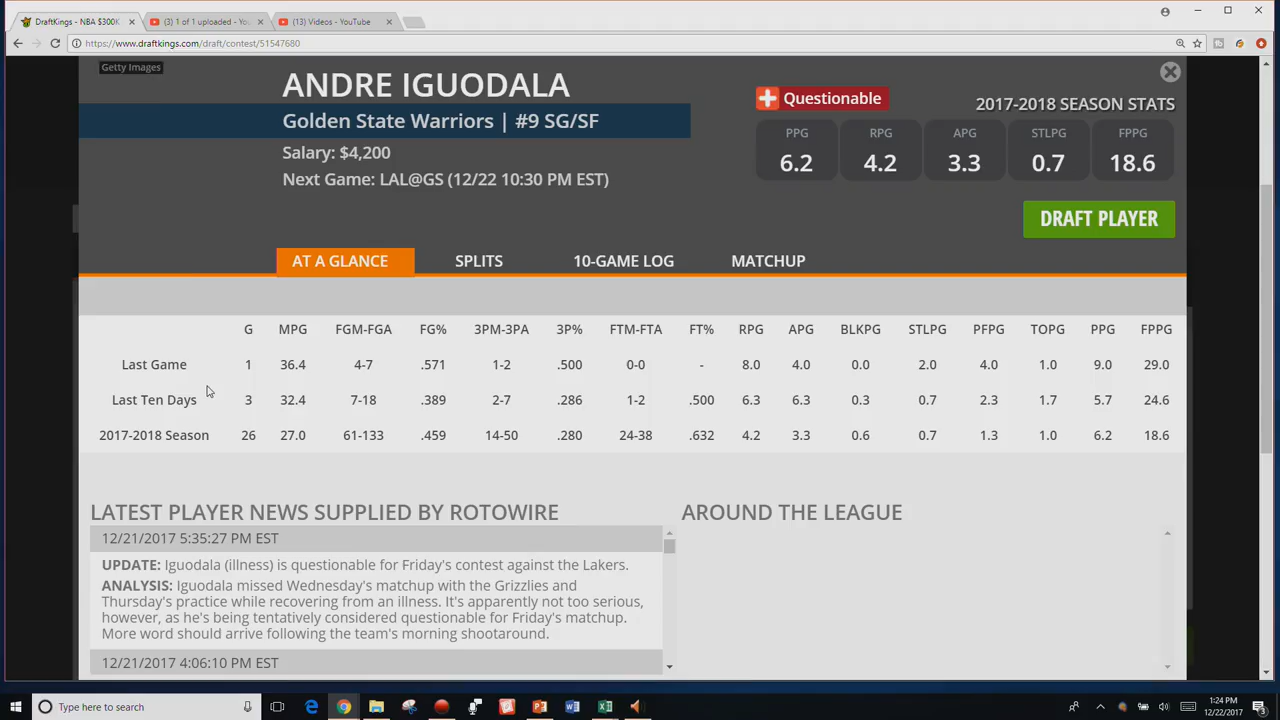 DraftKings - NBA $300K
(3) 1 of 1 uploaded - You
(13) Videos - YouTube
https://www.draftkings.com/draft/contest/51547680
Getty Images
ANDRE IGUODALA
Golden State Warriors | #9 SG/SF
Salary: $4,200
Next Game: LAL@GS (12/22 10:30 PM EST)
Questionable
2017-2018 SEASON STATS
PPG RPG APG STLPG FPPG
6.2 4.2 3.3 0.7 18.6
DRAFT PLAYER
AT A GLANCE SPLITS 10-GAME LOG MATCHUP
G MPG FGM-FGA FG% 3PM-3PA 3P% FTM-FTA FT% RPG APG BLKPG STLPG PFPG TOPG PPG FPPG
Last Game 1 36.4 4-7 .571 1-2 .500 0-0 - 8.0 4.0 0.0 2.0 4.0 1.0 9.0 29.0
Last Ten Days 3 32.4 7-18 .389 2-7 .286 1-2 .500 6.3 6.3 0.3 0.7 2.3 1.7 5.7 24.6
2017-2018 Season 26 27.0 61-133 .459 14-50 .280 24-38 .632 4.2 3.3 0.6 0.7 1.3 1.0 6.2 18.6
LATEST PLAYER NEWS SUPPLIED BY ROTOWIRE
12/21/2017 5:35:27 PM EST
UPDATE: Iguodala (illness) is questionable for Friday's contest against the Lakers.
ANALYSIS: Iguodala missed Wednesday's matchup with the Grizzlies and
Thursday's practice while recovering from an illness. It's apparently not too serious,
however, as he's being tentatively considered questionable for Friday's matchup.
More word should arrive following the team's morning shootaround.
12/21/2017 4:06:10 PM EST
AROUND THE LEAGUE
Type here to search
1:24 PM
12/22/2017